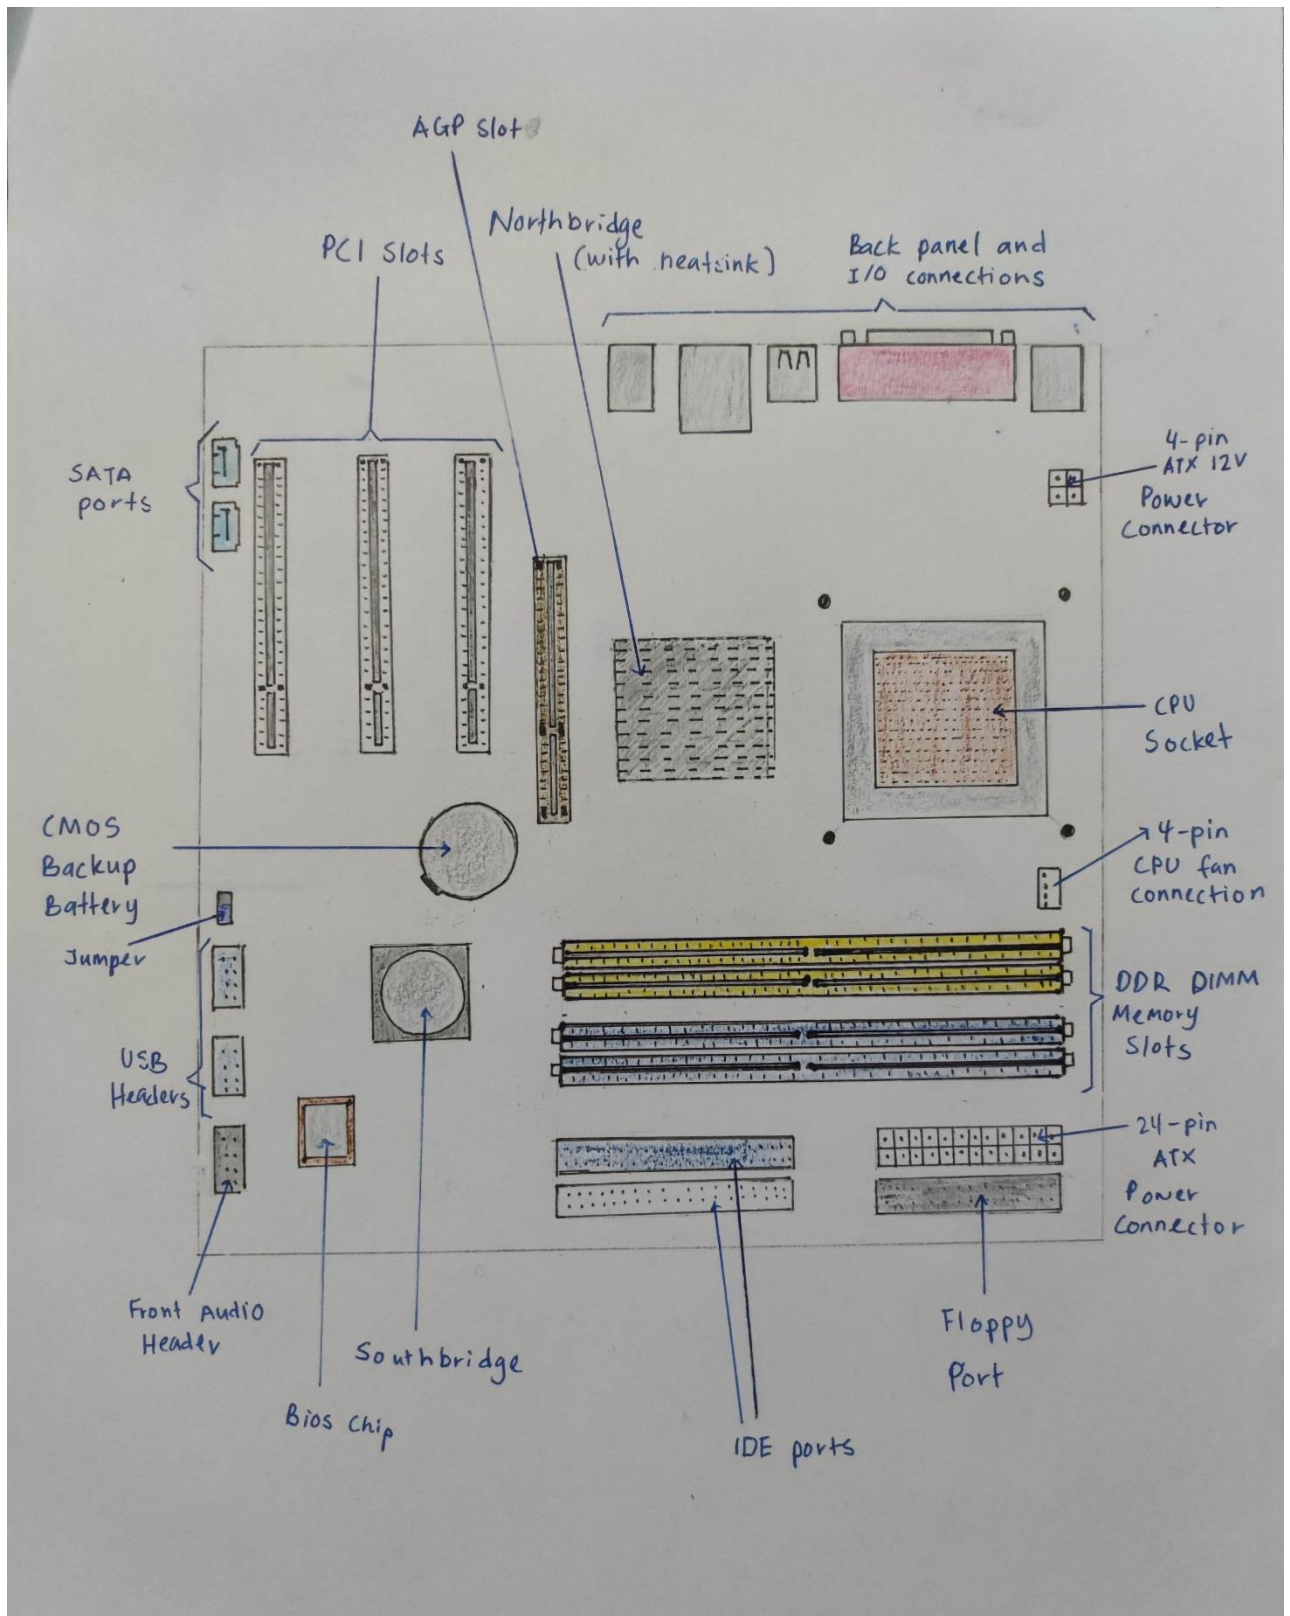 AGP Slot
Northbridge
(with heatsink)
PCI Slots
Back panel and
I/O connections
SATA
ports
4-pin
ATX 12V
Power
Connector
CPU
Socket
CMOS
Backup
Battery
4-pin
CPU fan
connection
Jumper
DDR DIMM
Memory
Slots
USB
Headers
24-pin
ATX
Power
Connector
Front Audio
Header
Southbridge
Floppy
Port
Bios Chip
IDE ports